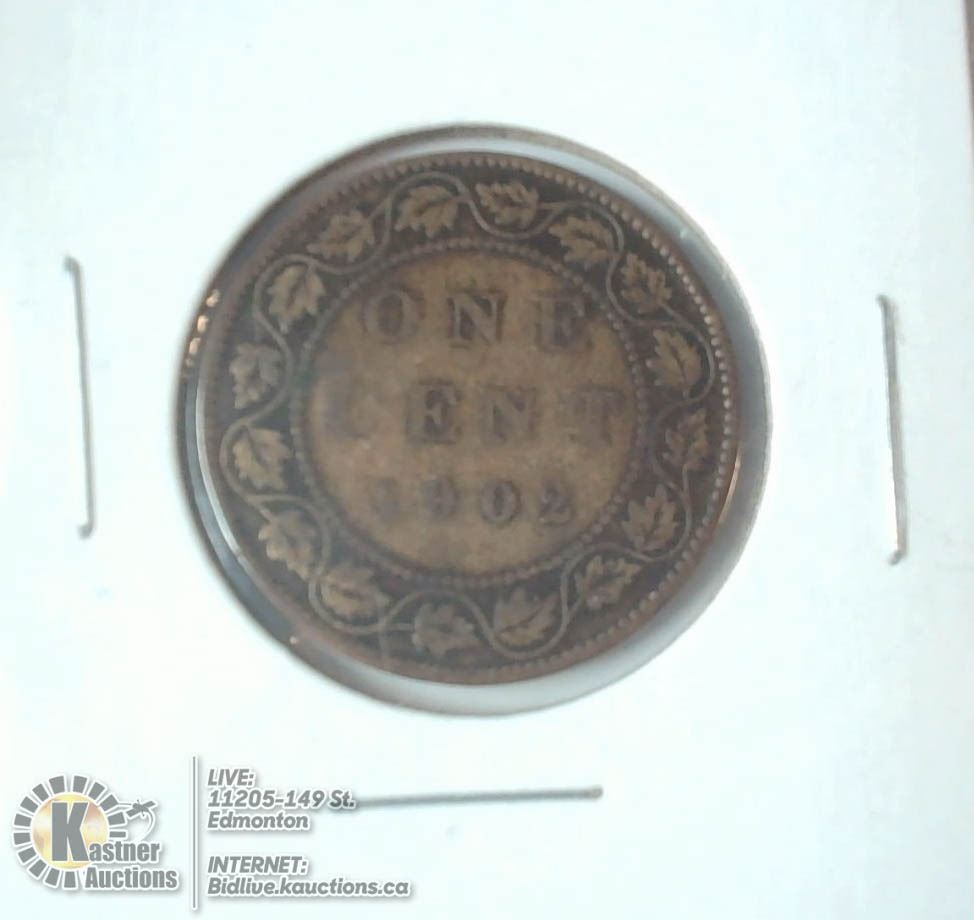 ONE
CENT
1902
Kastner
Auctions
LIVE:
11205-149 St.
Edmonton
INTERNET:
Bidlive.kauctions.ca